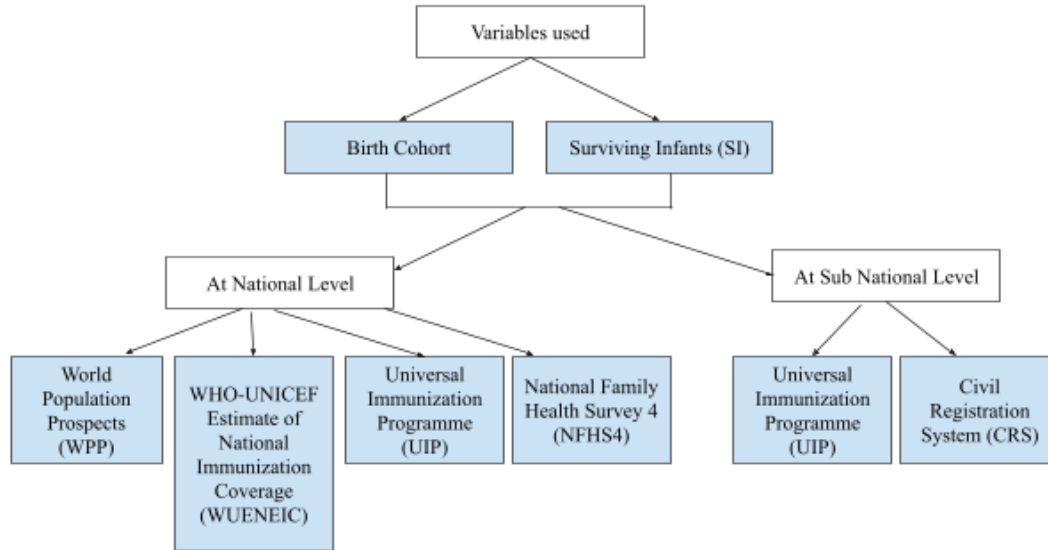 Variables used
Birth Cohort
Surviving Infants (SI)
At National Level
At Sub National Level
World
Population
Prospects
(WPP)
WHO-UNICEF
Estimate of
National
Immunization
Coverage
(WUENEIC)
Universal
Immunization
Programme
(UIP)
National Family
Health Survey 4
(NFHS4)
Universal
Immunization
Programme
(UIP)
Civil
Registration
System (CRS)